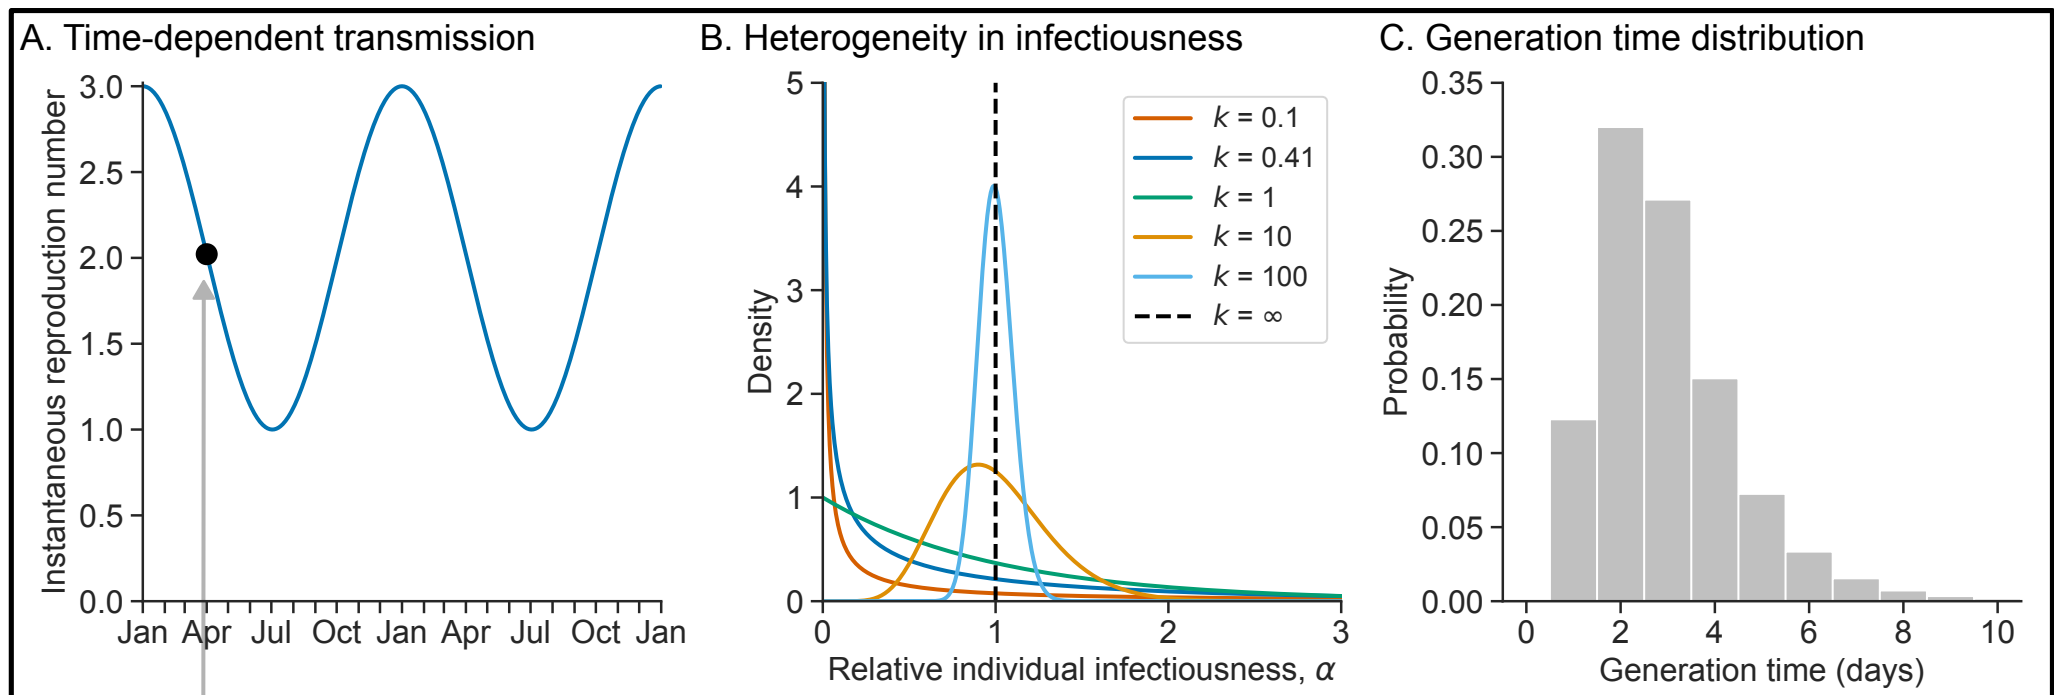 A. Time-dependent transmission
Instantaneous reproduction number
3.0
2.5
2.0
1.5
1.0
0.5
0.0
Jan Apr Jul Oct Jan Apr Jul Oct Jan
B. Heterogeneity in infectiousness
Density
5
4
3
2
1
0
k = 0.1
k = 0.41
k = 1
k = 10
k = 100
k = ∞
0 1 2 3
Relative individual infectiousness, α
C. Generation time distribution
Probability
0.35
0.30
0.25
0.20
0.15
0.10
0.05
0.00
0 2 4 6 8 10
Generation time (days)